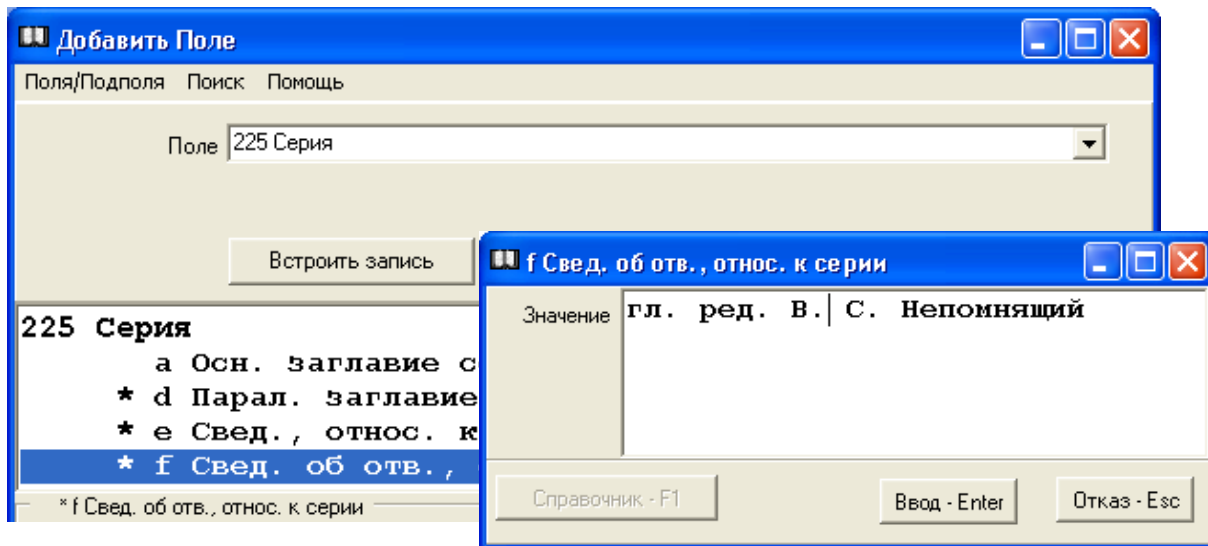 Добавить Поле
Поля/Подполя Поиск Помощь
Поле 225 Серия
Встроить запись
225 Серия
a Осн. заглавие с
* d Парал. заглавие
* e Свед., относ. к
* f Свед. об отв.,
* f Свед. об отв., относ. к серии
f Свед. об отв., относ. к серии
Значение гл. ред. В. С. Непомнящий
Справочник - F1 Ввод - Enter Отказ - Esc